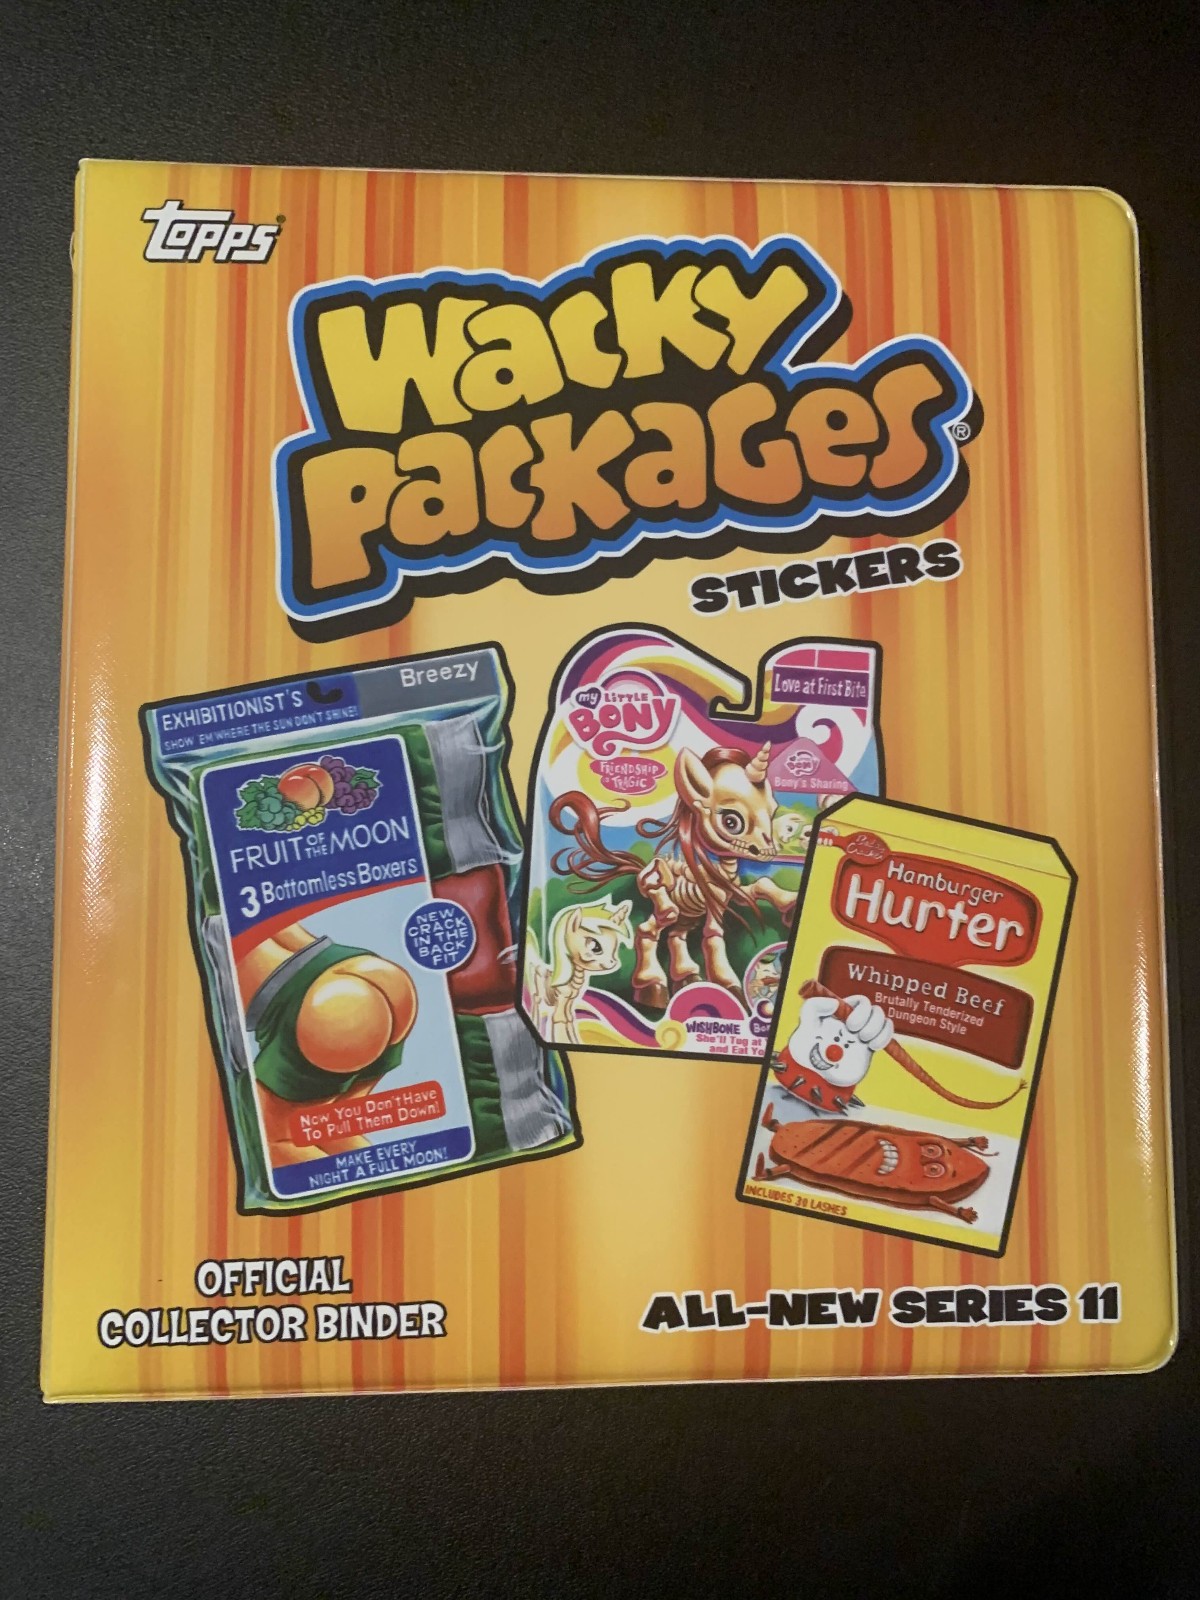 Topps®
Wacky
Packages®
STICKERS
EXHIBITIONIST'S
Breezy
SHOW 'EM WHERE THE SUN DON'T SHINE!
FRUIT OF THE MOON
3 Bottomless Boxers
NEW
CRACK
IN THE
BACK
FIT
Now You Don't Have
To Pull Them Down!
MAKE EVERY
NIGHT A FULL MOON!
my LITTLE
BONY
FRIENDSHIP
is TRAGIC
Love at First Bite
BONY
Bony's Sharing
WISHBONE
She'll Tug at
and Eat Yo
Hamburger
Hurter
Whipped Beef
Brutally Tenderized
Dungeon Style
INCLUDES 30 LASHES
OFFICIAL
COLLECTOR BINDER
ALL-NEW SERIES 11